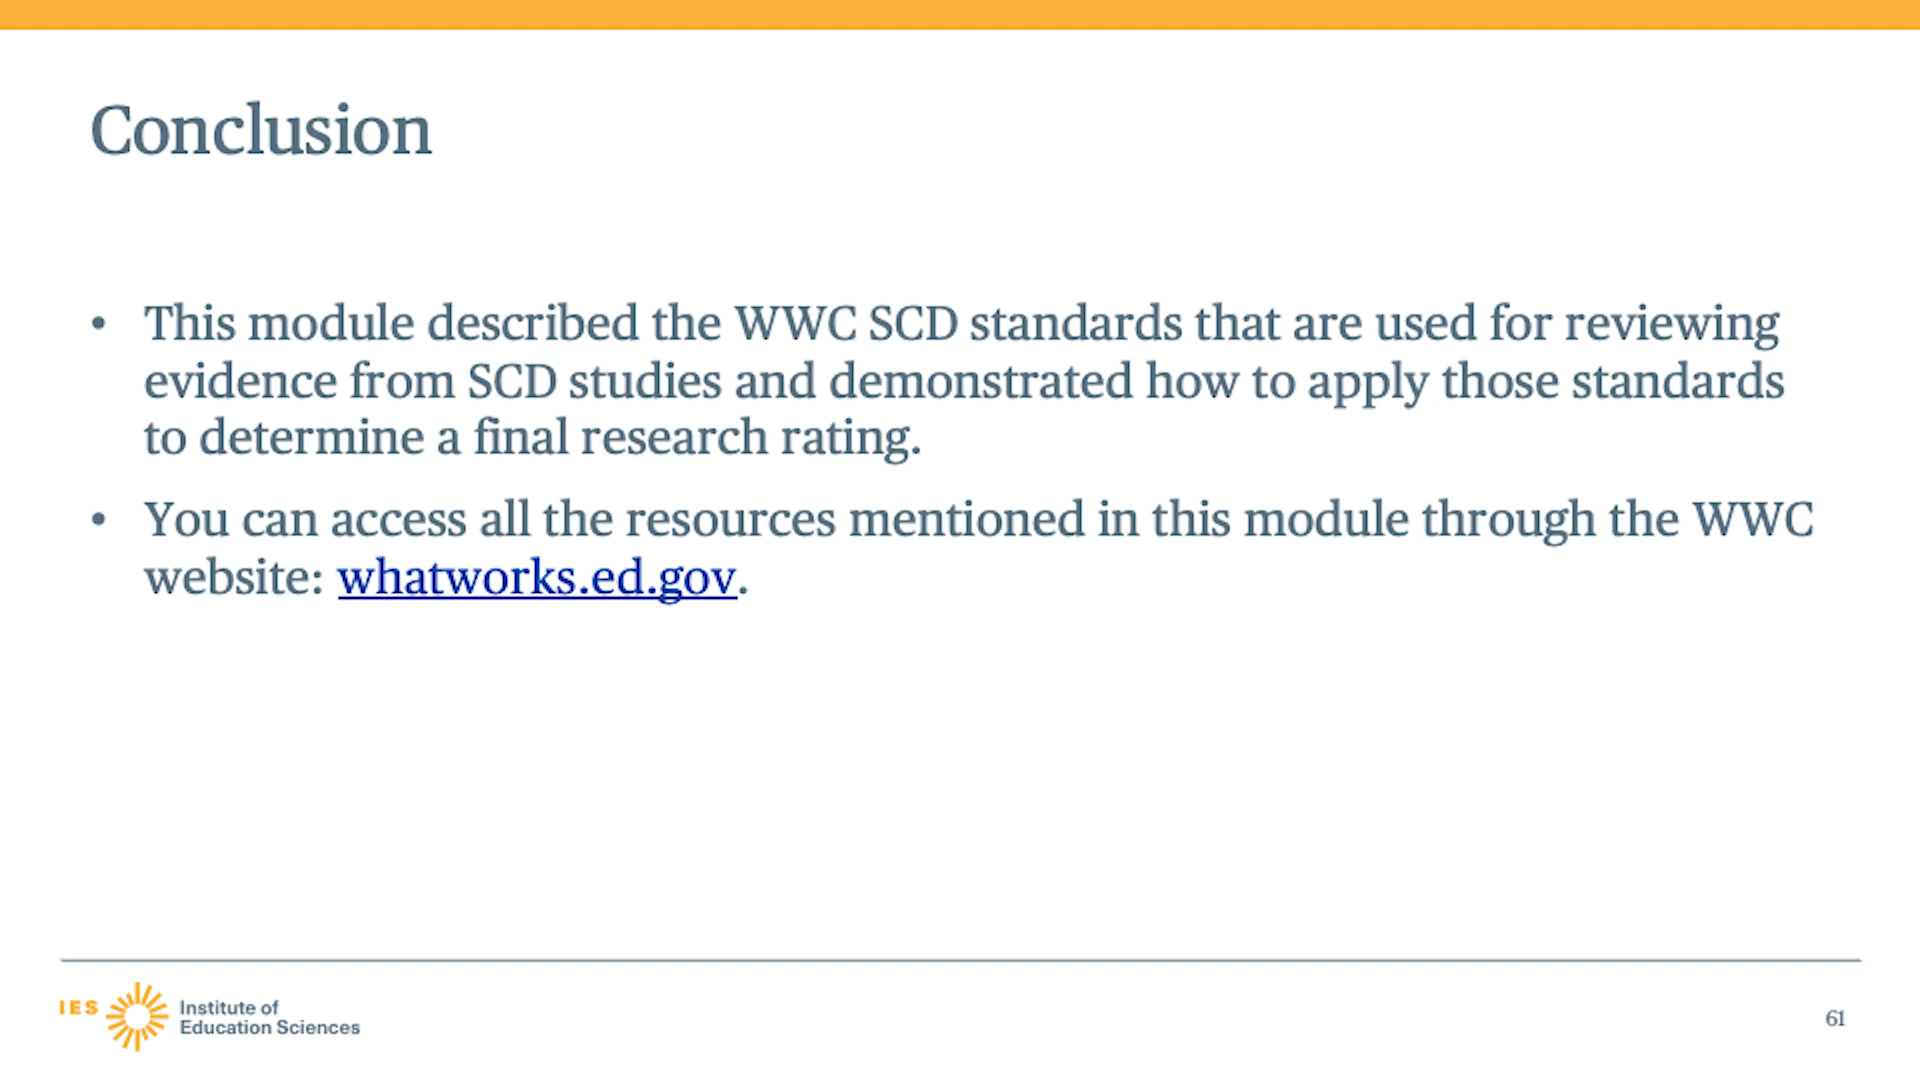 Conclusion
• This module described the WWC SCD standards that are used for reviewing
evidence from SCD studies and demonstrated how to apply those standards
to determine a final research rating.
• You can access all the resources mentioned in this module through the WWC
website: whatworks.ed.gov.
IES
Institute of
Education Sciences
61